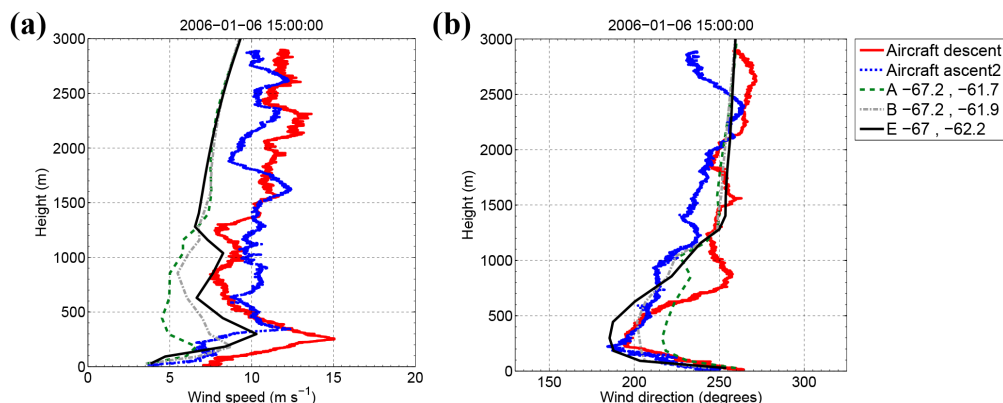 (a)
2006−01−06 15:00:00
3000
2500
2000
1500
1000
500
0
Height (m)
0
5
10
15
20
Wind speed (m s⁻¹)
(b)
2006−01−06 15:00:00
3000
2500
2000
1500
1000
500
0
Height (m)
150
200
250
300
Wind direction (degrees)
Aircraft descent
Aircraft ascent2
A −67.2 , −61.7
B −67.2 , −61.9
E −67 , −62.2